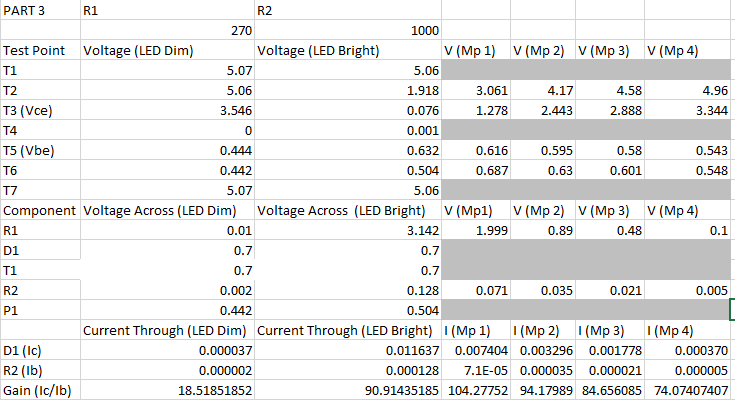 PART 3 R1 R2
270 1000
Test Point Voltage (LED Dim) Voltage (LED Bright) V (Mp 1) V (Mp 2) V (Mp 3) V (Mp 4)
T1 5.07 5.06
T2 5.06 1.918 3.061 4.17 4.58 4.96
T3 (Vce) 3.546 0.076 1.278 2.443 2.888 3.344
T4 0 0.001
T5 (Vbe) 0.444 0.632 0.616 0.595 0.58 0.543
T6 0.442 0.504 0.687 0.63 0.601 0.548
T7 5.07 5.06
Component Voltage Across (LED Dim) Voltage Across (LED Bright) V (Mp1) V (Mp 2) V (Mp 3) V (Mp 4)
R1 0.01 3.142 1.999 0.89 0.48 0.1
D1 0.7 0.7
T1 0.7 0.7
R2 0.002 0.128 0.071 0.035 0.021 0.005
P1 0.442 0.504
Current Through (LED Dim) Current Through (LED Bright) I (Mp 1) I (Mp 2) I (Mp 3) I (Mp 4)
D1 (Ic) 0.000037 0.011637 0.007404 0.003296 0.001778 0.000370
R2 (Ib) 0.000002 0.000128 7.1E-05 0.000035 0.000021 0.000005
Gain (Ic/Ib) 18.51851852 90.91435185 104.27752 94.17989 84.656085 74.07407407